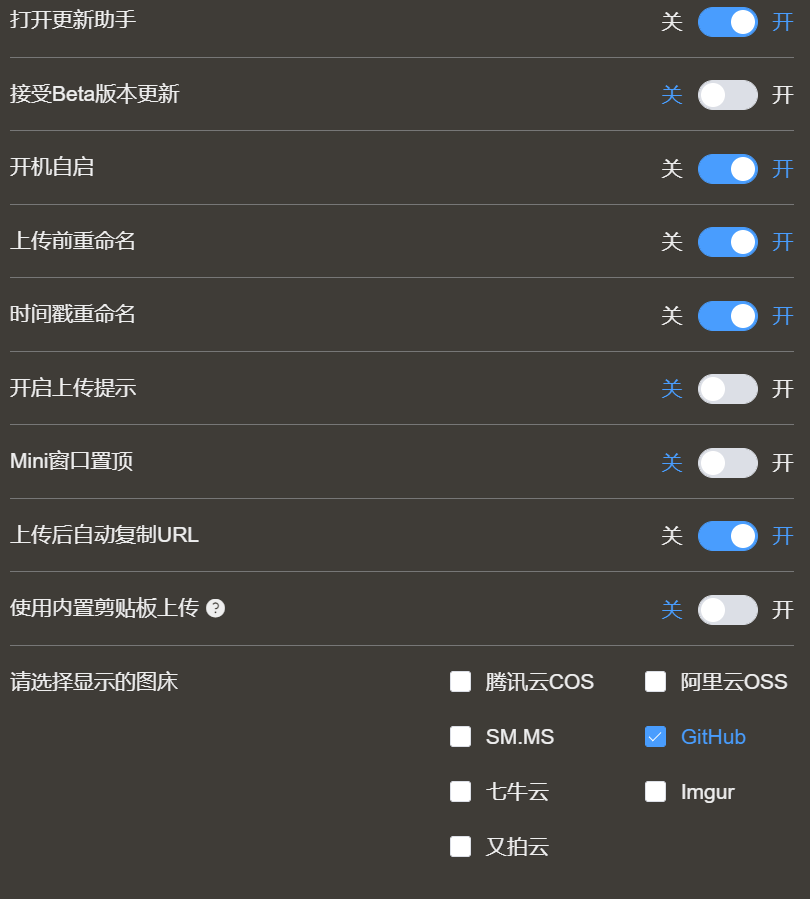 打开更新助手 关 开
接受Beta版本更新 关 开
开机自启 关 开
上传前重命名 关 开
时间戳重命名 关 开
开启上传提示 关 开
Mini窗口置顶 关 开
上传后自动复制URL 关 开
使用内置剪贴板上传 ? 关 开
请选择显示的图床 腾讯云COS 阿里云OSS
SM.MS GitHub
七牛云 Imgur
又拍云